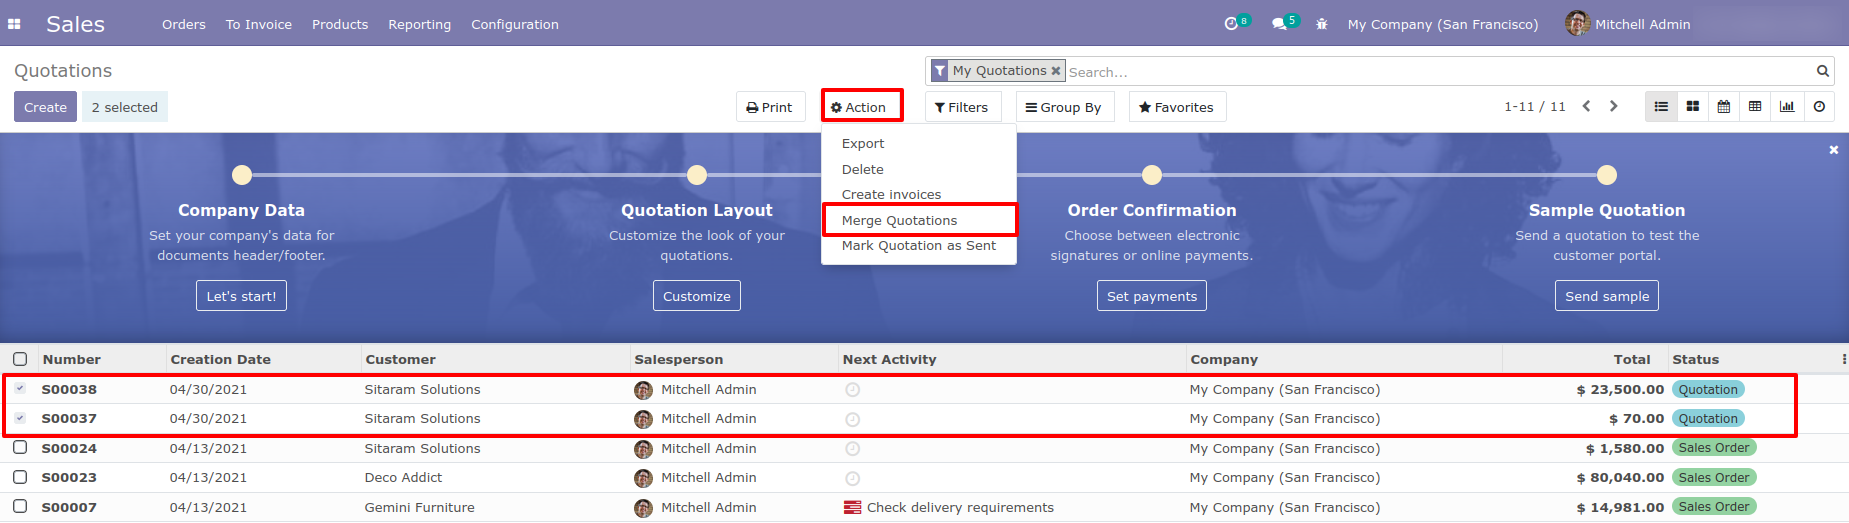 Sales Orders To Invoice Products Reporting Configuration 8 5 My Company (San Francisco) Mitchell Admin
Quotations My Quotations × Search...
Create 2 selected Print Action Filters Group By Favorites 1-11 / 11
Export
Delete
Create invoices
Merge Quotations
Mark Quotation as Sent
Company Data
Set your company's data for
documents header/footer.
Let's start!
Quotation Layout
Customize the look of your
quotations.
Customize
Order Confirmation
Choose between electronic
signatures or online payments.
Set payments
Sample Quotation
Send a quotation to test the
customer portal.
Send sample
Number Creation Date Customer Salesperson Next Activity Company Total Status
S00038 04/30/2021 Sitaram Solutions Mitchell Admin My Company (San Francisco) $ 23,500.00 Quotation
S00037 04/30/2021 Sitaram Solutions Mitchell Admin My Company (San Francisco) $ 70.00 Quotation
S00024 04/13/2021 Sitaram Solutions Mitchell Admin My Company (San Francisco) $ 1,580.00 Sales Order
S00023 04/13/2021 Deco Addict Mitchell Admin My Company (San Francisco) $ 80,040.00 Sales Order
S00007 04/13/2021 Gemini Furniture Mitchell Admin Check delivery requirements My Company (San Francisco) $ 14,981.00 Sales Order